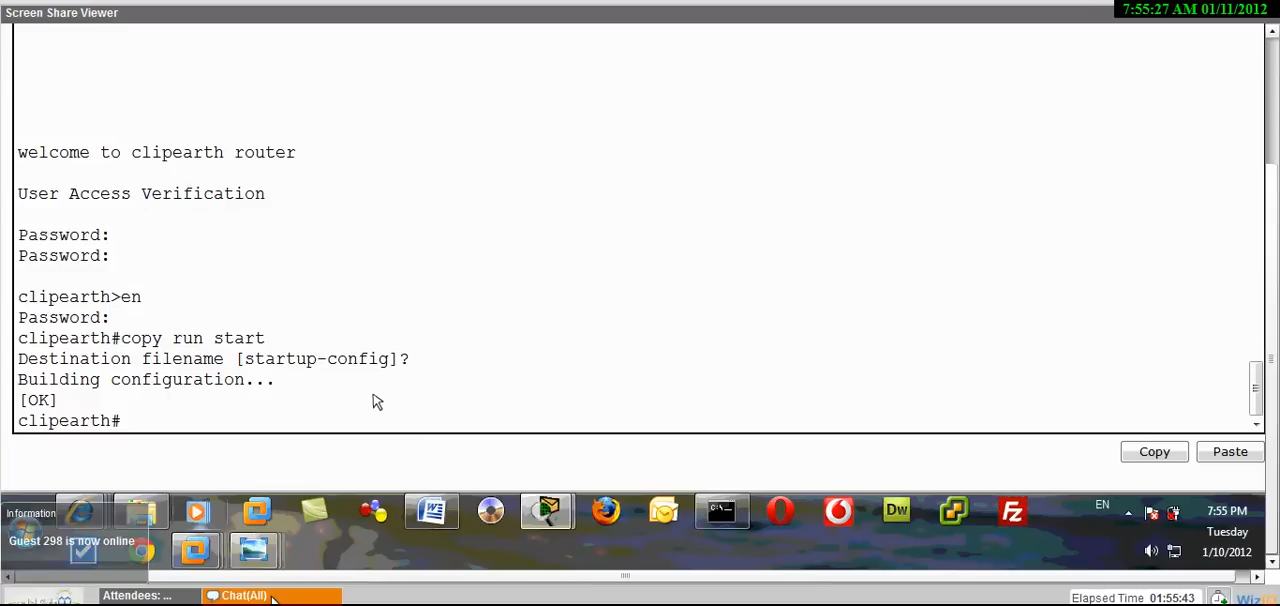 Screen Share Viewer
7:55:27 AM 01/11/2012
welcome to clipearth router
User Access Verification
Password:
Password:
clipearth>en
Password:
clipearth#copy run start
Destination filename [startup-config]?
Building configuration...
[OK]
clipearth#
Copy
Paste
Information
EN
7:55 PM
Tuesday
1/10/2012
Dw
Fz
Guest 298 is now online
Attendees: ...
Chat(All)
Elapsed Time 01:55:43